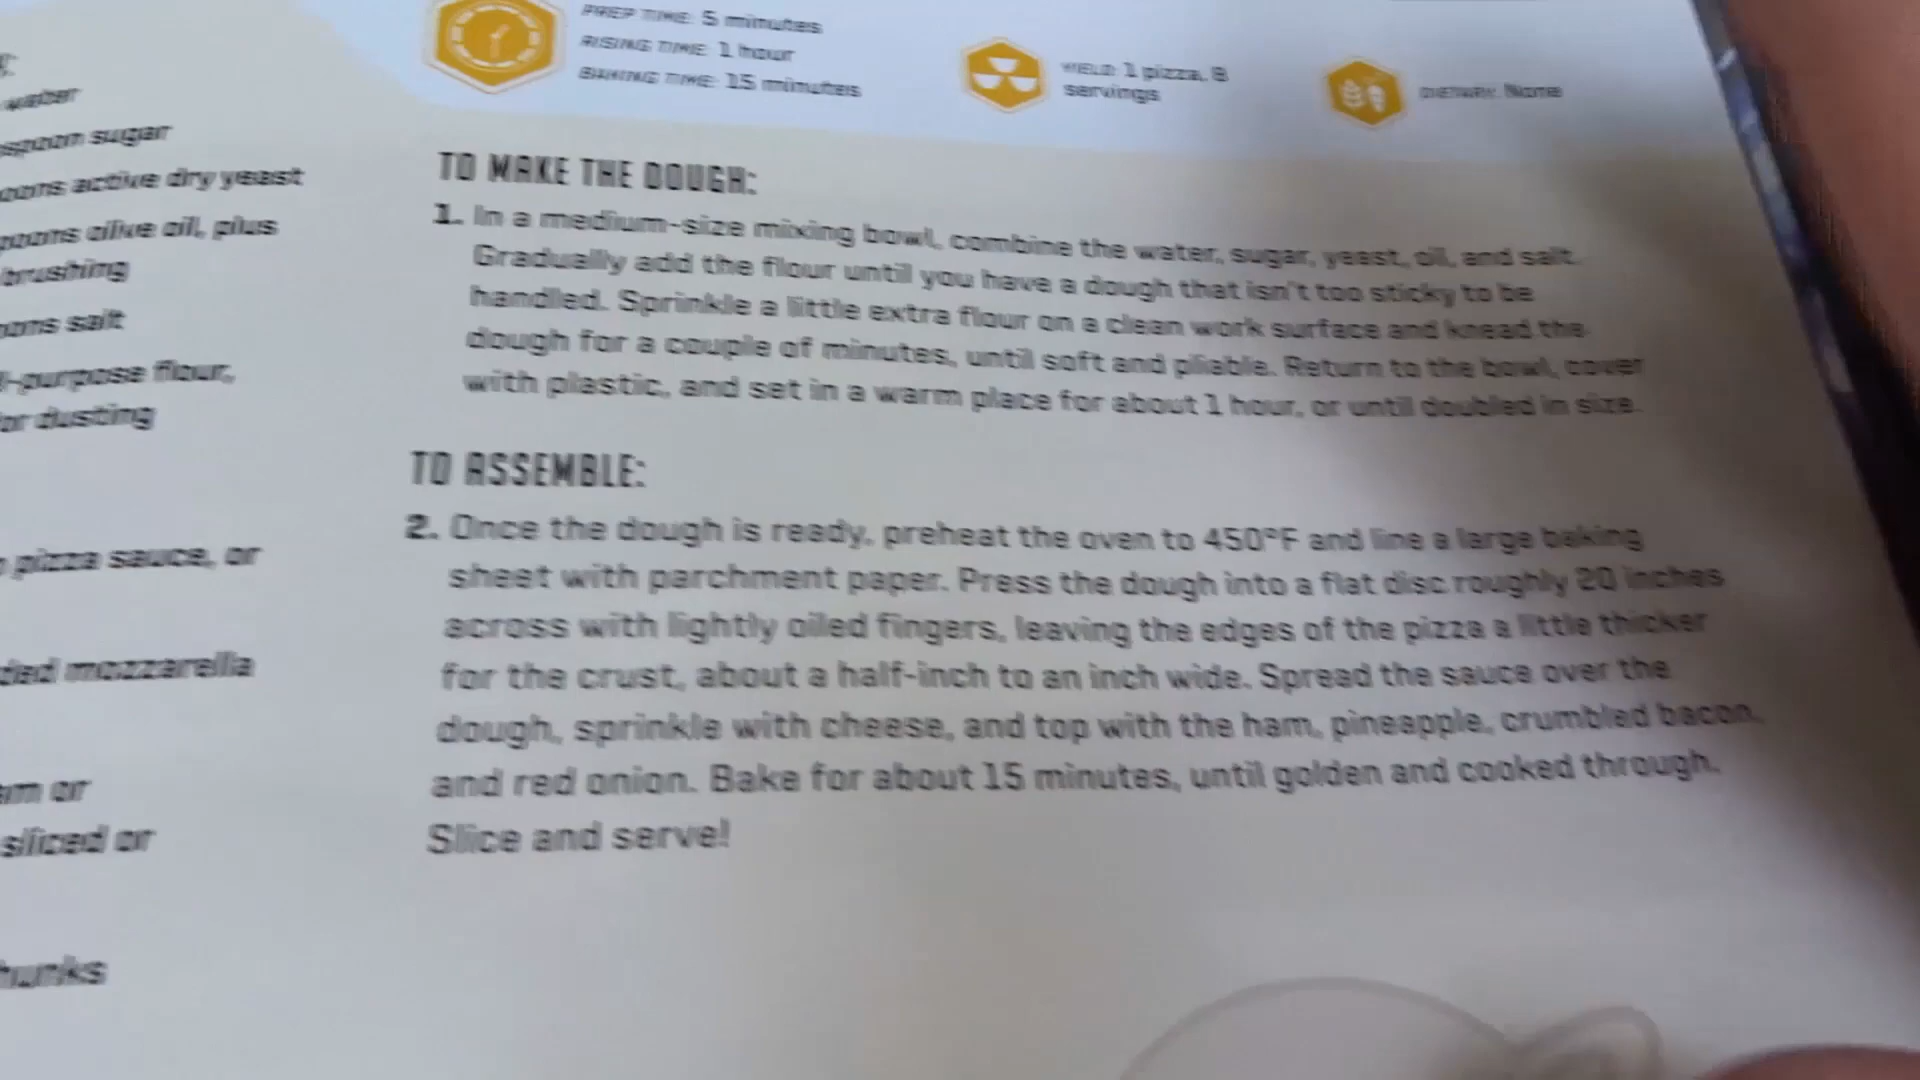 PREP TIME: 5 minutes
RISING TIME: 1 hour
BAKING TIME: 15 minutes
YIELD: 1 pizza, 8
servings
DIETARY: None
water
spoon sugar
oons active dry yeast
poons olive oil, plus
brushing
oons salt
l-purpose flour,
or dusting
pizza sauce, or
ded mozzarella
am or
sliced or
hunks
TO MAKE THE DOUGH:
1. In a medium-size mixing bowl, combine the water, sugar, yeast, oil, and salt.
Gradually add the flour until you have a dough that isn't too sticky to be
handled. Sprinkle a little extra flour on a clean work surface and knead the
dough for a couple of minutes, until soft and pliable. Return to the bowl, cover
with plastic, and set in a warm place for about 1 hour, or until doubled in size.
TO ASSEMBLE:
2. Once the dough is ready, preheat the oven to 450°F and line a large baking
sheet with parchment paper. Press the dough into a flat disc roughly 20 inches
across with lightly oiled fingers, leaving the edges of the pizza a little thicker
for the crust, about a half-inch to an inch wide. Spread the sauce over the
dough, sprinkle with cheese, and top with the ham, pineapple, crumbled bacon,
and red onion. Bake for about 15 minutes, until golden and cooked through.
Slice and serve!